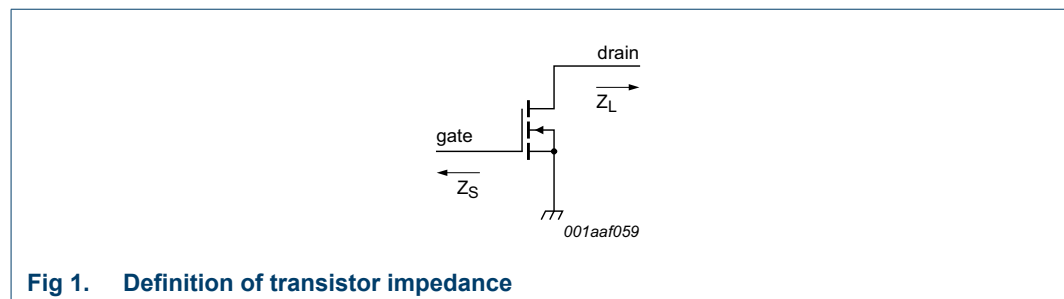 drain
Z_L
gate
Z_S
001aaf059
Fig 1. Definition of transistor impedance